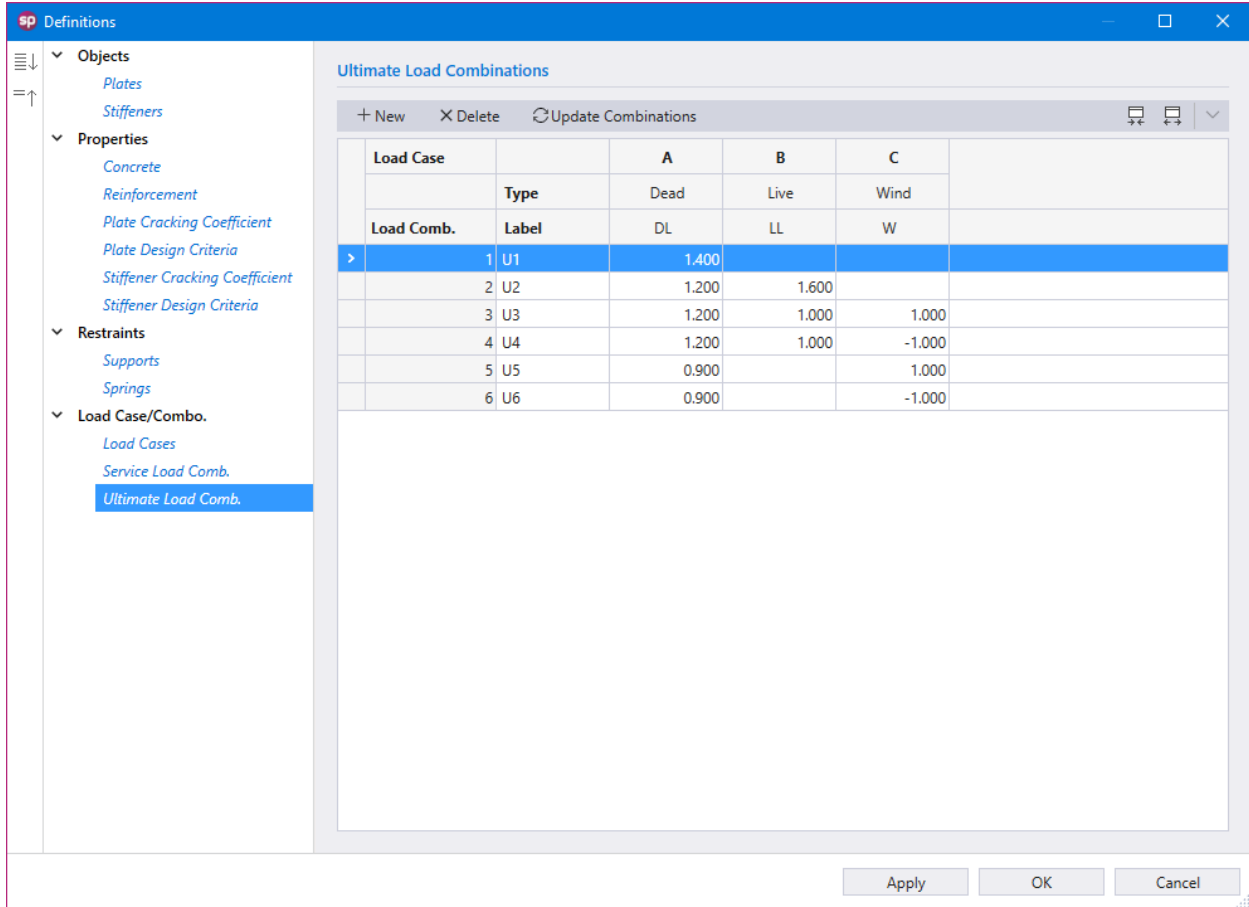 sp Definitions
Objects
Plates
Stiffeners
Properties
Concrete
Reinforcement
Plate Cracking Coefficient
Plate Design Criteria
Stiffener Cracking Coefficient
Stiffener Design Criteria
Restraints
Supports
Springs
Load Case/Combo.
Load Cases
Service Load Comb.
Ultimate Load Comb.
Ultimate Load Combinations
New Delete Update Combinations
Load Case A B C
Type Dead Live Wind
Load Comb. Label DL LL W
1 U1 1.400
2 U2 1.200 1.600
3 U3 1.200 1.000 1.000
4 U4 1.200 1.000 -1.000
5 U5 0.900 1.000
6 U6 0.900 -1.000
Apply OK Cancel